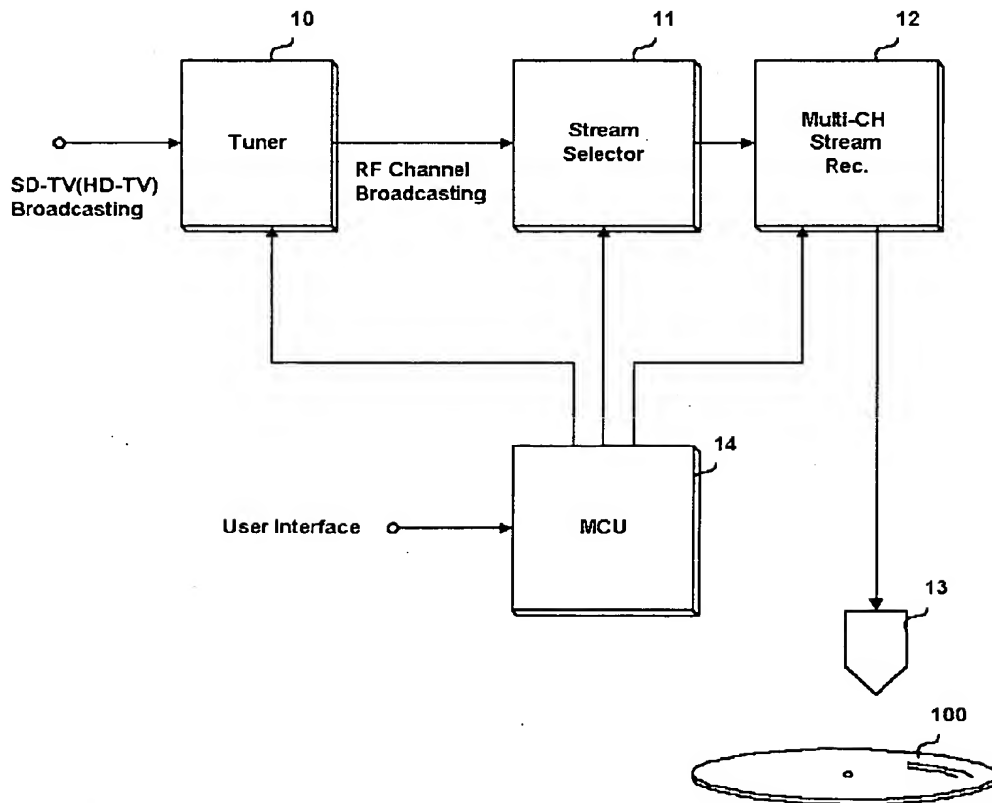 10
11
12
Tuner
Stream
Selector
Multi-CH
Stream
Rec.
SD-TV(HD-TV)
Broadcasting
RF Channel
Broadcasting
14
User Interface
MCU
13
100